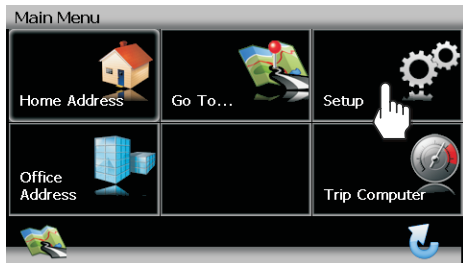 Main Menu
Home Address
Go To...
Setup
Office
Address
Trip Computer